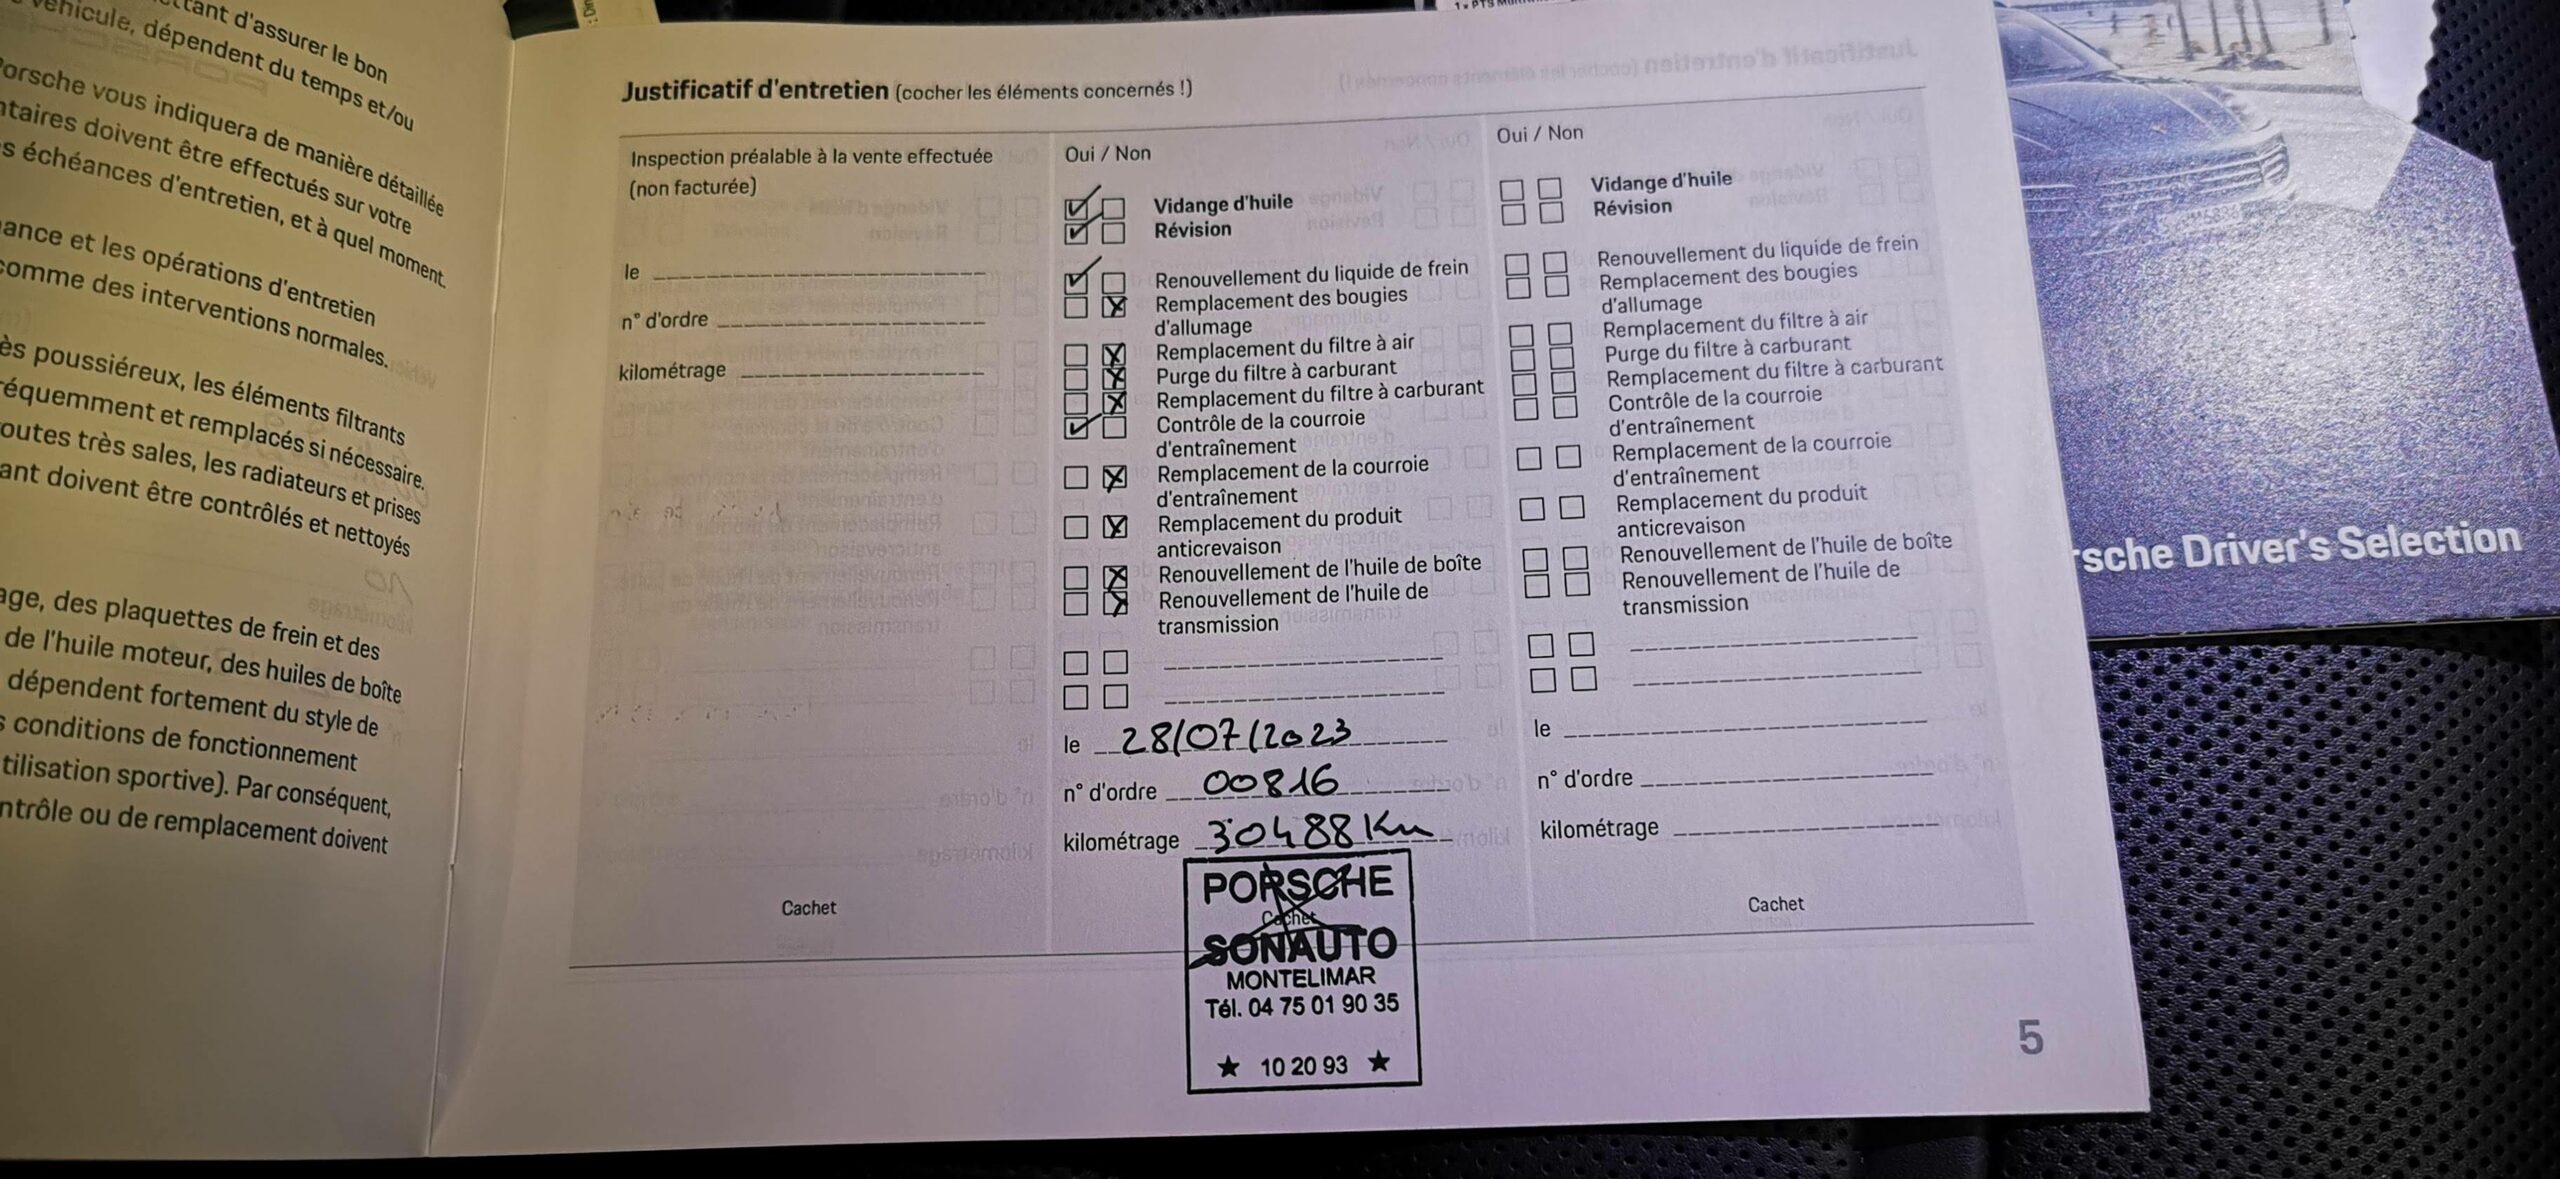 ttant d'assurer le bon
véhicule, dépendent du temps et/ou
Porsche vous indiquera de manière détaillée
ntaires doivent être effectués sur votre
s échéances d'entretien, et à quel moment.
ance et les opérations d'entretien
comme des interventions normales.
ès poussiéreux, les éléments filtrants
équemment et remplacés si nécessaire.
outes très sales, les radiateurs et prises
ant doivent être contrôlés et nettoyés
age, des plaquettes de frein et des
de l'huile moteur, des huiles de boîte
dépendent fortement du style de
s conditions de fonctionnement
tilisation sportive). Par conséquent,
ntrôle ou de remplacement doivent
Justificatif d'entretien (cocher les éléments concernés !)
Inspection préalable à la vente effectuée
(non facturée)
le
n° d'ordre
kilométrage
Cachet
Oui / Non
Vidange d'huile
Révision
Renouvellement du liquide de frein
Remplacement des bougies
d'allumage
Remplacement du filtre à air
Purge du filtre à carburant
Remplacement du filtre à carburant
Contrôle de la courroie
d'entraînement
Remplacement de la courroie
d'entraînement
Remplacement du produit
anticrevaison
Renouvellement de l'huile de boîte
Renouvellement de l'huile de
transmission
le 28/07/2023
n° d'ordre 00816
kilométrage 30488 Km
PORSCHE
Cachet
SONAUTO
MONTELIMAR
Tél. 04 75 01 90 35
★ 10 20 93 ★
Oui / Non
Vidange d'huile
Révision
Renouvellement du liquide de frein
Remplacement des bougies
d'allumage
Remplacement du filtre à air
Purge du filtre à carburant
Remplacement du filtre à carburant
Contrôle de la courroie
d'entraînement
Remplacement de la courroie
d'entraînement
Remplacement du produit
anticrevaison
Renouvellement de l'huile de boîte
Renouvellement de l'huile de
transmission
le
n° d'ordre
kilométrage
Cachet
5
rsche Driver's Selection